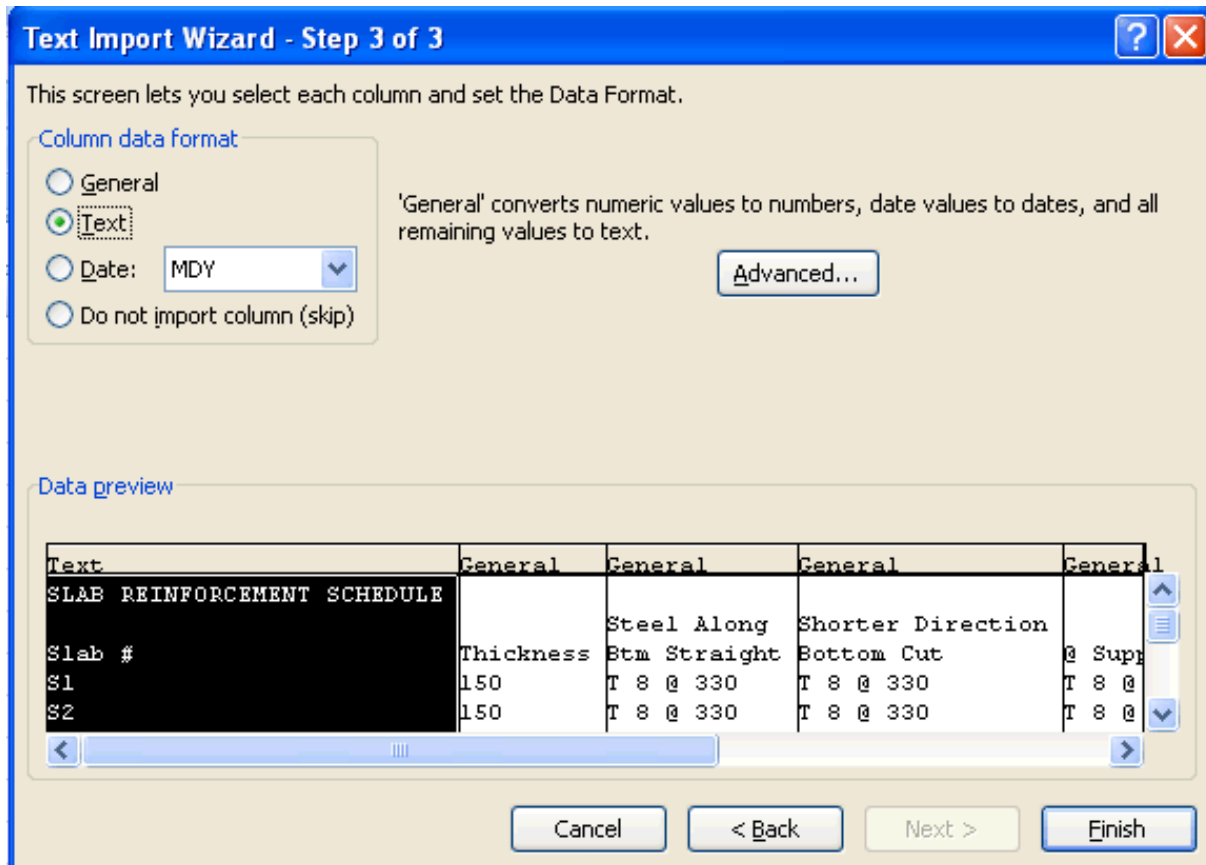 Text Import Wizard - Step 3 of 3
This screen lets you select each column and set the Data Format.
Column data format
General
Text
Date: MDY
Do not import column (skip)
'General' converts numeric values to numbers, date values to dates, and all
remaining values to text.
Advanced...
Data preview
Text General General General General
SLAB REINFORCEMENT SCHEDULE
Steel Along Shorter Direction
Slab # Thickness Btm Straight Bottom Cut @ Supp
S1 150 T 8 @ 330 T 8 @ 330 T 8 @
S2 150 T 8 @ 330 T 8 @ 330 T 8 @
Cancel < Back Next > Finish